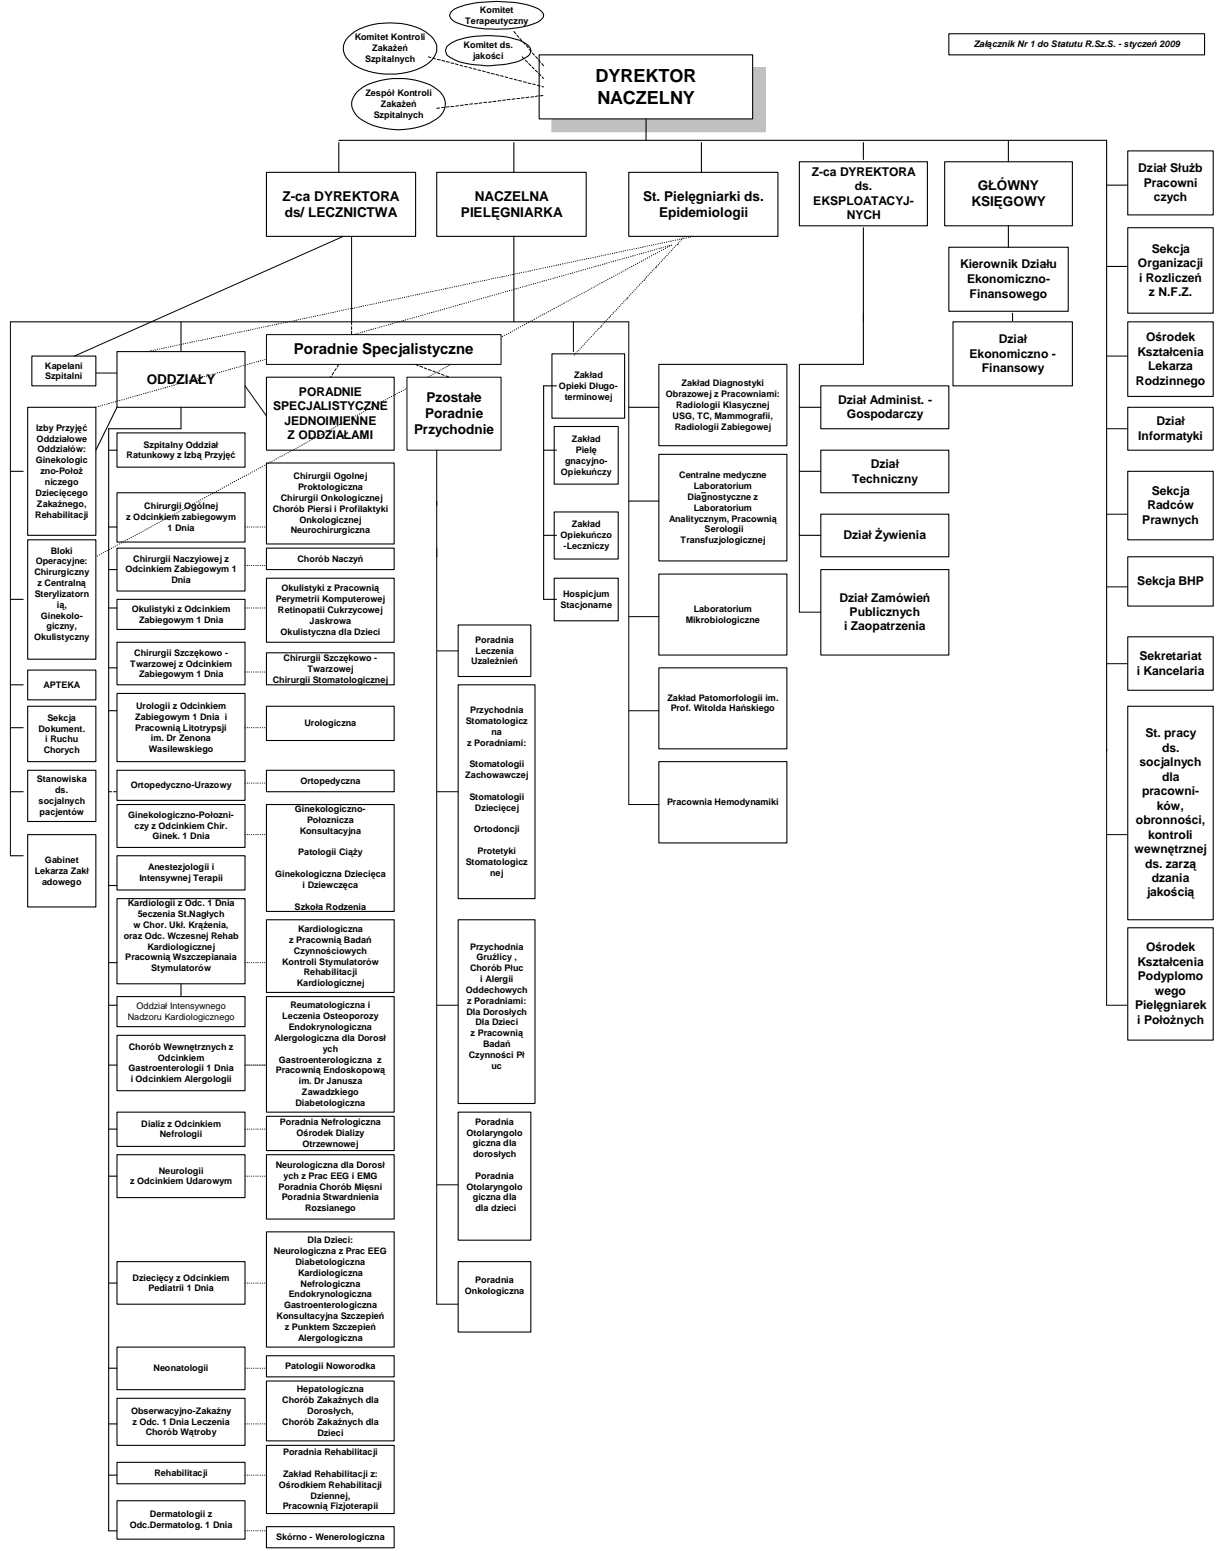 Komitet
Terapeutyczny
Komitet Kontroli
Zakażeń
Szpitalnych
Komitet ds.
jakości
Załącznik Nr 1 do Statutu R.Sz.S. - styczeń 2009
DYREKTOR
NACZELNY
Zespół Kontroli
Zakażeń
Szpitalnych
Z-ca DYREKTORA
ds/ LECZNICTWA
NACZELNA
PIELĘGNIARKA
St. Pielęgniarki ds.
Epidemiologii
Z-ca DYREKTORA
ds.
EKSPLOATACYJ-
NYCH
GŁÓWNY
KSIĘGOWY
Kierownik Działu
Ekonomiczno-
Finansowego
Dział
Ekonomiczno -
Finansowy
Dział Służb
Pracowni
czych
Sekcja
Organizacji
i Rozliczeń
z N.F.Z.
Ośrodek
Kształcenia
Lekarza
Rodzinnego
Dział
Informatyki
Sekcja
Radców
Prawnych
Sekcja BHP
Sekretariat
i Kancelaria
St. pracy
ds.
socjalnych
dla
pracowni-
ków,
obronności,
kontroli
wewnętrznej
ds. zarzą
dzania
jakością
Ośrodek
Kształcenia
Podyplomo
wego
Pielęgniarek
i Położnych
Kapelani
Szpitalni
ODDZIAŁY
Poradnie Specjalistyczne
PORADNIE
SPECJALISTYCZNE
JEDNOIMIENNE
Z ODDZIAŁAMI
Pzostałe
Poradnie
Przychodnie
Izby Przyjęć
Oddziałowe
Oddziałów:
Ginekologic
zno-Położ
niczego
Dziecięcego
Zakaźnego,
Rehabilitacji
Bloki
Operacyjne:
Chirurgiczny
z Centralną
Sterylizatorn
ią,
Ginekolo-
giczny,
Okulistyczny
APTEKA
Sekcja
Dokument.
i Ruchu
Chorych
Stanowiska
ds.
socjalnych
pacjentów
Gabinet
Lekarza Zakł
adowego
Szpitalny Oddział
Ratunkowy z Izbą Przyjęć
Chirurgii Ogólnej
z Odcinkiem zabiegowym
1 Dnia
Chirurgii Naczyiowej z
Odcinkiem Zabiegowym 1
Dnia
Okulistyki z Odcinkiem
Zabiegowym 1 Dnia
Chirurgii Szczękowo -
Twarzowej z Odcinkiem
Zabiegowym 1 Dnia
Urologii z Odcinkiem
Zabiegowym 1 Dnia i
Pracownią Litotrypsji
im. Dr Zenona
Wasilewskiego
Ortopedyczno-Urazowy
Ginekologiczno-Położni-
czy z Odcinkiem Chir.
Ginek. 1 Dnia
Anestezjologii i
Intensywnej Terapii
Kardiologii z Odc. 1 Dnia
5eczenia St.Nagłych
w Chor. Ukł. Krążenia,
oraz Odc. Wczesnej Rehab
Kardiologicznej
Pracownią Wszczepianaia
Stymulatorów
Oddział Intensywnego
Nadzoru Kardiologicznego
Chorób Wewnętrznych z
Odcinkiem
Gastroenterologii 1 Dnia
i Odcinkiem Alergologii
Dializ z Odcinkiem
Nefrologii
Neurologii
z Odcinkiem Udarowym
Dziecięcy z Odcinkiem
Pediatrii 1 Dnia
Neonatologii
Obserwacyjno-Zakaźny
z Odc. 1 Dnia Leczenia
Chorób Wątroby
Rehabilitacji
Dermatologii z
Odc.Dermatolog. 1 Dnia
Chirurgii Ogolnej
Proktologiczna
Chirurgii Onkologicznej
Chorób Piersi i Profilaktyki
Onkologicznej
Neurochirurgiczna
Chorób Naczyń
Okulistyki z Pracownią
Perymetrii Komputerowej
Retinopatii Cukrzycowej
Jaskrowa
Okulistyczna dla Dzieci
Chirurgii Szczękowo -
Twarzowej
Chirurgii Stomatologicznej
Urologiczna
Ortopedyczna
Ginekologiczno-
Położnicza
Konsultacyjna
Patologii Ciąży
Ginekologiczna Dziecięca
i Dziewczęca
Szkoła Rodzenia
Kardiologiczna
z Pracownią Badań
Czynnościowych
Kontroli Stymulatorów
Rehabilitacji
Kardiologicznej
Reumatologiczna i
Leczenia Osteoporozy
Endokrynologiczna
Alergologiczna dla Dorosł
ych
Gastroenterologiczna z
Pracownią Endoskopową
im. Dr Janusza
Zawadzkiego
Diabetologiczna
Poradnia Nefrologiczna
Ośrodek Dializy
Otrzewnowej
Neurologiczna dla Dorosł
ych z Prac EEG i EMG
Poradnia Chorób Mięsni
Poradnia Stwardnienia
Rozsianego
Dla Dzieci:
Neurologiczna z Prac EEG
Diabetologiczna
Kardiologiczna
Nefrologiczna
Endokrynologiczna
Gastroenterologiczna
Konsultacyjna Szczepień
z Punktem Szczepień
Alergologiczna
Patologii Noworodka
Hepatologiczna
Chorób Zakaźnych dla
Dorosłych,
Chorób Zakaźnych dla
Dzieci
Poradnia Rehabilitacji
Zakład Rehabilitacji z:
Ośrodkiem Rehabilitacji
Dziennej,
Pracownią Fizjoterapii
Skórno - Wenerologiczna
Poradnia
Leczenia
Uzależnień
Przychodnia
Stomatologicz
na
z Poradniami:
Stomatologii
Zachowawczej
Stomatologii
Dziecięcej
Ortodoncji
Protetyki
Stomatologicz
nej
Przychodnia
Gruźlicy ,
Chorób Płuc
i Alergii
Oddechowych
z Poradniami:
Dla Dorosłych
Dla Dzieci
z Pracownią
Badań
Czynności Pł
uc
Poradnia
Otolaryngolo
giczna dla
dorosłych
Poradnia
Otolaryngolo
giczna dla
dla dzieci
Poradnia
Onkologiczna
Zakład
Opieki Długo-
terminowej
Zakład
Pielę
gnacyjno-
Opiekuńczy
Zakład
Opiekuńczo
-Leczniczy
Hospicjum
Stacjonarne
Zakład Diagnostyki
Obrazowej z Pracowniami:
Radiologii Klasycznej
USG, TC, Mammografii,
Radiologii Zabiegowej
Centralne medyczne
Laboratorium
Diagnostyczne z
Laboratorium
Analitycznym, Pracownią
Serologii
Transfuzjologicznej
Laboratorium
Mikrobiologiczne
Zakład Patomorfologii im.
Prof. Witolda Hańskiego
Pracownia Hemodynamiki
Dział Administ. -
Gospodarczy
Dział
Techniczny
Dział Żywienia
Dział Zamówień
Publicznych
i Zaopatrzenia